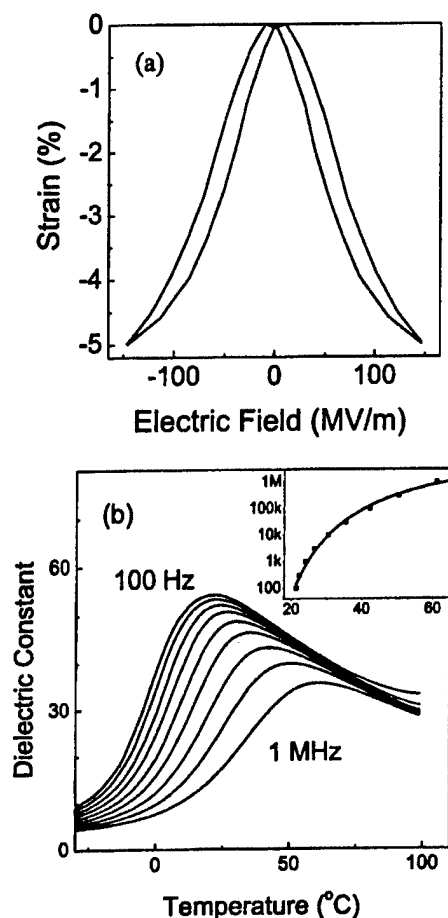 (a)
0
-1
-2
-3
-4
-5
Strain (%)
-100
0
100
Electric Field (MV/m)
(b)
1M
100k
10k
1k
100
20
40
60
100 Hz
1 MHz
60
30
0
Dielectric Constant
0
50
100
Temperature (°C)